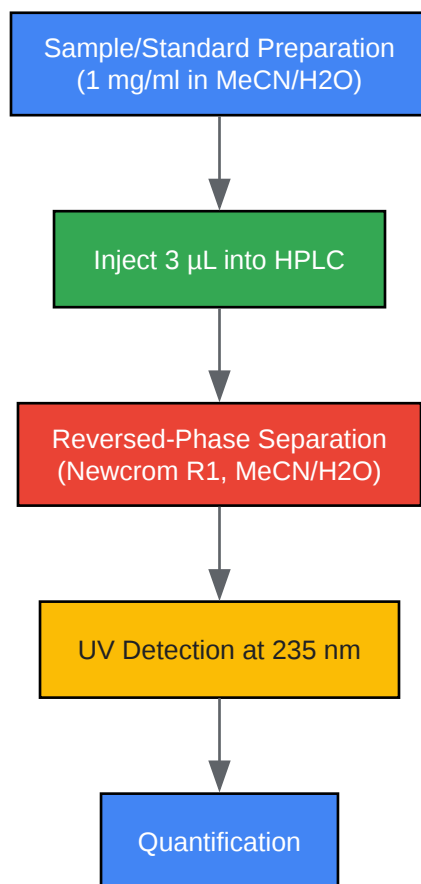 Sample/Standard Preparation
(1 mg/ml in MeCN/H2O)
Inject 3 µL into HPLC
Reversed-Phase Separation
(Newcrom R1, MeCN/H2O)
UV Detection at 235 nm
Quantification